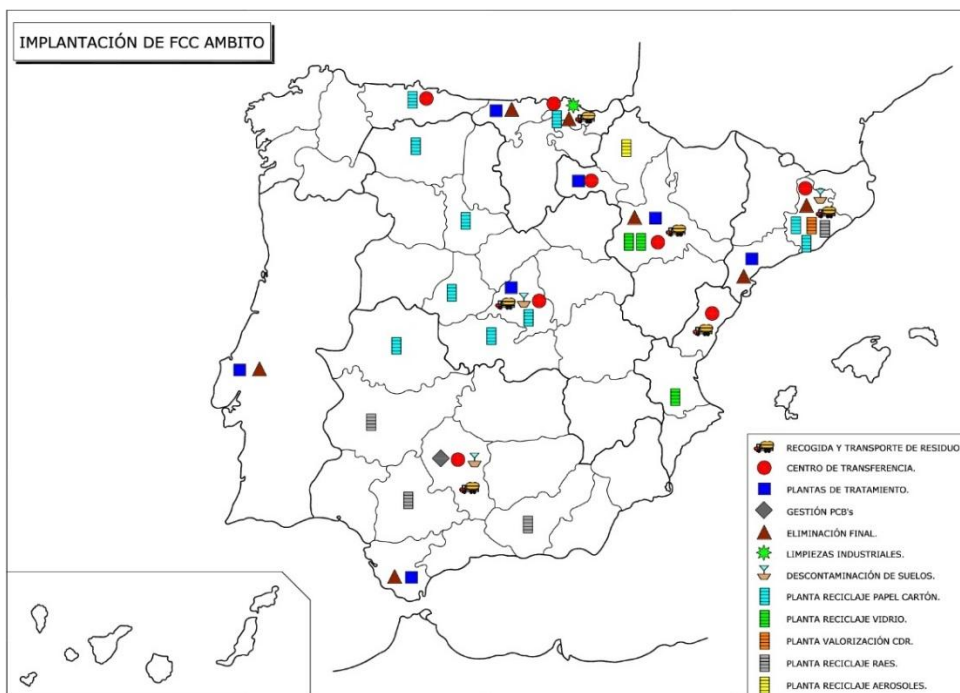 IMPLANTACIÓN DE FCC AMBITO
RECOGIDA Y TRANSPORTE DE RESIDUO
CENTRO DE TRANSFERENCIA.
PLANTAS DE TRATAMIENTO.
GESTIÓN PCB's
ELIMINACIÓN FINAL.
LIMPIEZAS INDUSTRIALES.
DESCONTAMINACIÓN DE SUELOS.
PLANTA RECICLAJE PAPEL CARTÓN.
PLANTA RECICLAJE VIDRIO.
PLANTA VALORIZACIÓN CDR.
PLANTA RECICLAJE RAES.
PLANTA RECICLAJE AEROSOLES.